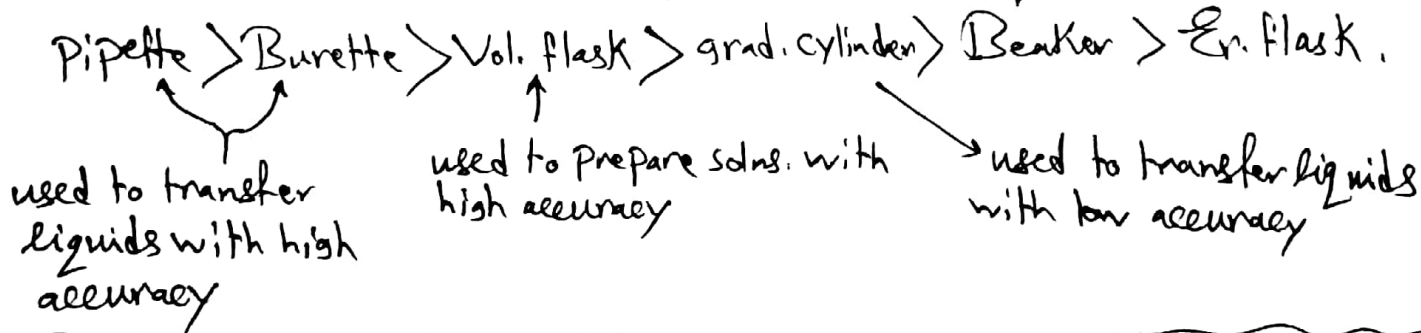 Pipette > Burette > Vol. flask > grad. cylinder > Beaker > Er. flask.
used to transfer
liquids with high
accuracy
used to prepare solns. with
high accuracy
used to transfer liquids
with low accuracy